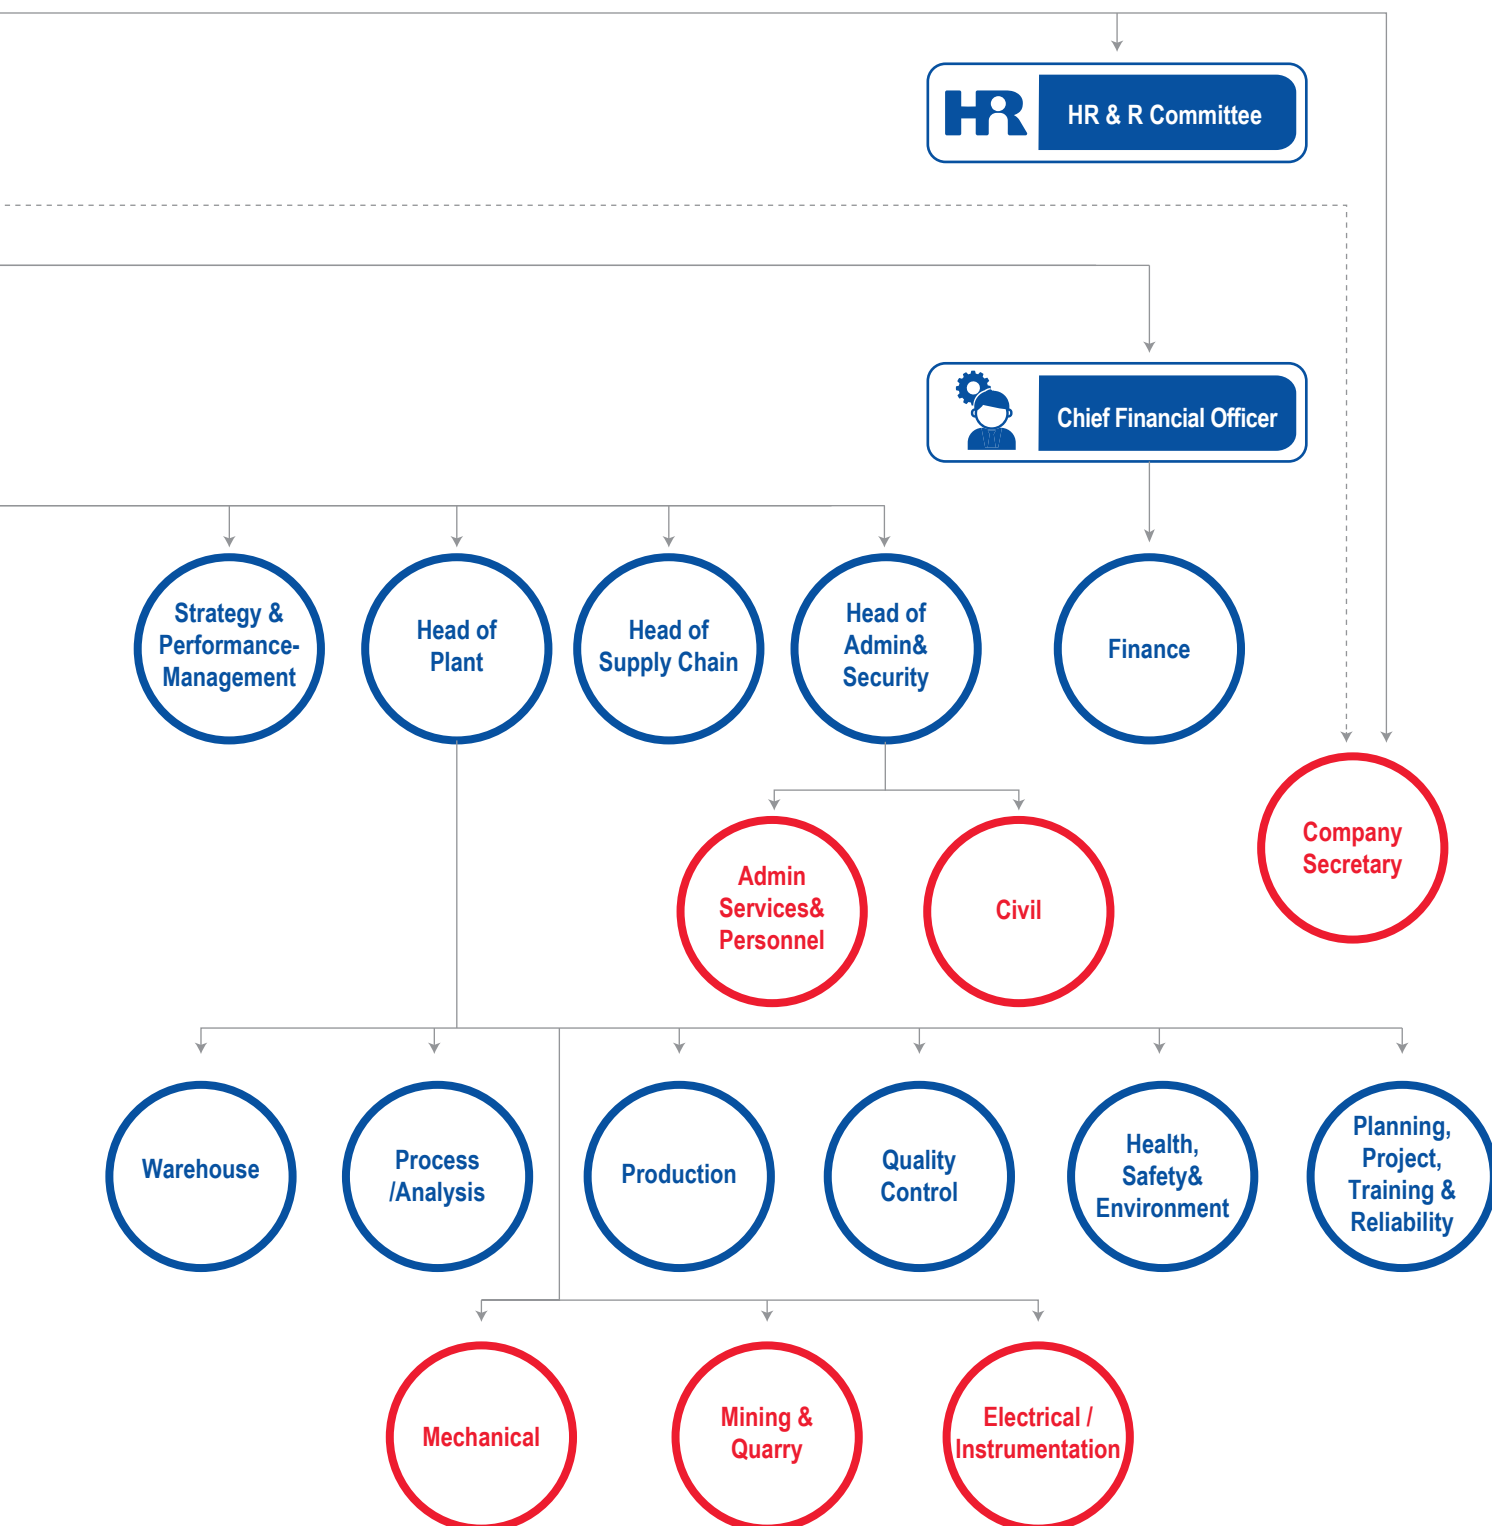 HR
HR & R Committee
Chief Financial Officer
Strategy &
Performance-
Management
Head of
Plant
Head of
Supply Chain
Head of
Admin&
Security
Finance
Company
Secretary
Admin
Services&
Personnel
Civil
Warehouse
Process
/Analysis
Production
Quality
Control
Health,
Safety&
Environment
Planning,
Project,
Training &
Reliability
Mechanical
Mining &
Quarry
Electrical /
Instrumentation